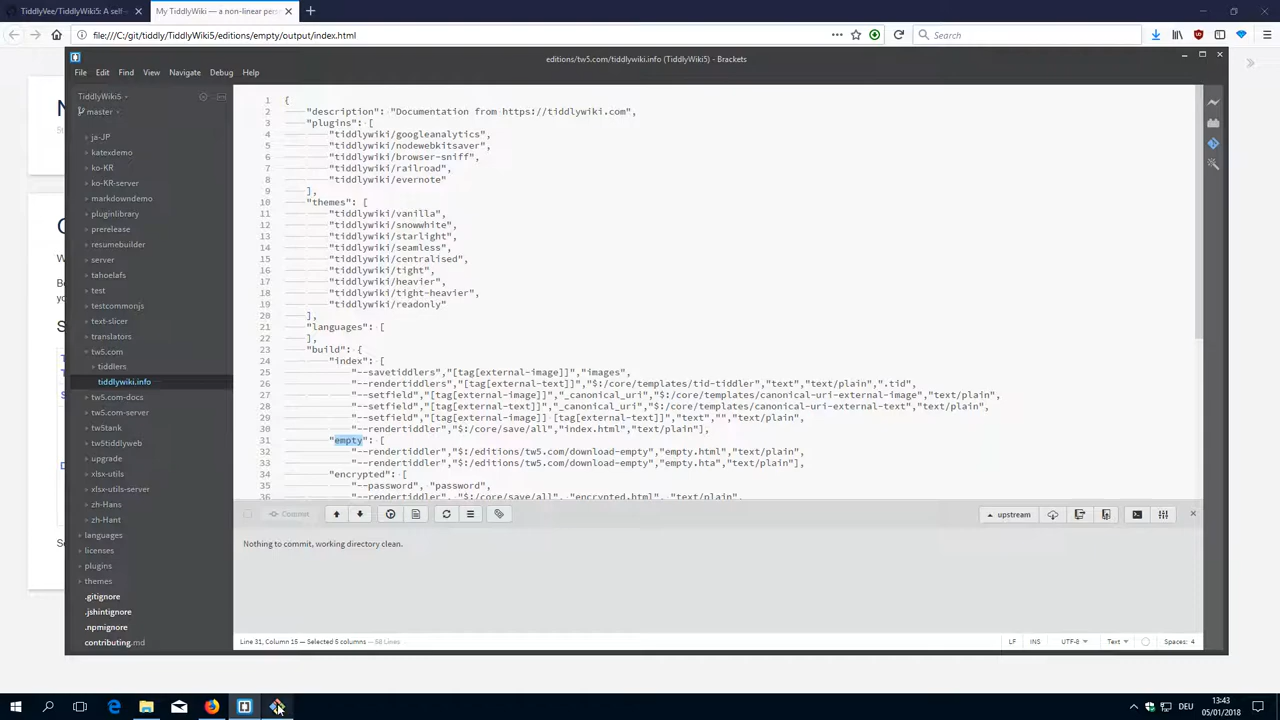 TiddlyVee/TiddlyWiki5: A self
My TiddlyWiki — a non-linear pers
file:///C:/git/tiddly/TiddlyWiki5/editions/empty/output/index.html
Search
editions/tw5.com/tiddlywiki.info (TiddlyWiki5) - Brackets
File Edit Find View Navigate Debug Help
TiddlyWiki5
master
ja-JP
katexdemo
ko-KR
ko-KR-server
markdowndemo
pluginlibrary
prerelease
resumebuilder
server
tahoelafs
test
testcommonjs
text-slicer
translators
tw5.com
tiddlers
tiddlywiki.info
tw5.com-docs
tw5.com-server
tw5tank
tw5tiddlyweb
upgrade
xlsx-utils
xlsx-utils-server
zh-Hans
zh-Hant
languages
licenses
plugins
themes
.gitignore
.jshintignore
.npmignore
contributing.md
1 {
2 "description": "Documentation from https://tiddlywiki.com",
3 "plugins": [
4 "tiddlywiki/googleanalytics",
5 "tiddlywiki/nodewebkitsaver",
6 "tiddlywiki/browser-sniff",
7 "tiddlywiki/railroad",
8 "tiddlywiki/evernote"
9 ],
10 "themes": [
11 "tiddlywiki/vanilla",
12 "tiddlywiki/snowwhite",
13 "tiddlywiki/starlight",
14 "tiddlywiki/seamless",
15 "tiddlywiki/centralised",
16 "tiddlywiki/tight",
17 "tiddlywiki/heavier",
18 "tiddlywiki/tight-heavier",
19 "tiddlywiki/readonly"
20 ],
21 "languages": [
22 ],
23 "build": {
24 "index": [
25 "--savetiddlers","[tag[external-image]]","images",
26 "--rendertiddlers","[tag[external-text]]","$:/core/templates/tid-tiddler","text","text/plain",".tid",
27 "--setfield","[tag[external-image]]","_canonical_uri","$:/core/templates/canonical-uri-external-image","text/plain",
28 "--setfield","[tag[external-text]]","_canonical_uri","$:/core/templates/canonical-uri-external-text","text/plain",
29 "--setfield","[tag[external-image]] [tag[external-text]]","text","","text/plain",
30 "--rendertiddler","$:/core/save/all","index.html","text/plain"],
31 "empty": [
32 "--rendertiddler","$:/editions/tw5.com/download-empty","empty.html","text/plain",
33 "--rendertiddler","$:/editions/tw5.com/download-empty","empty.hta","text/plain"],
34 "encrypted": [
35 "--password", "password",
36 "--rendertiddler", "$:/core/save/all", "encrypted.html", "text/plain",
Commit
upstream
Nothing to commit, working directory clean.
Line 31, Column 15 — Selected 5 columns — 58 Lines
LF INS UTF-8 Text Spaces: 4
DEU
13:43
05/01/2018